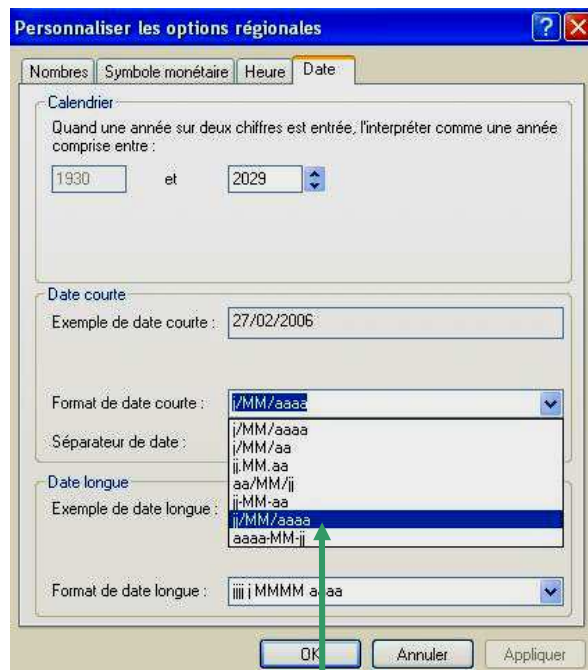 Personnaliser les options régionales
Nombres Symbole monétaire Heure Date
Calendrier
Quand une année sur deux chiffres est entrée, l'interpréter comme une année
comprise entre :
1930 et 2029
Date courte
Exemple de date courte : 27/02/2006
Format de date courte : j/MM/aaaa
j/MM/aaaa
Séparateur de date : j/MM/aa
jj.MM.aa
aa/MM/jj
Date longue jj-MM-aa
Exemple de date longue : jj/MM/aaaa
aaaa-MM-jj
Format de date longue : jjjj j MMMM aaaa
OK Annuler Appliquer